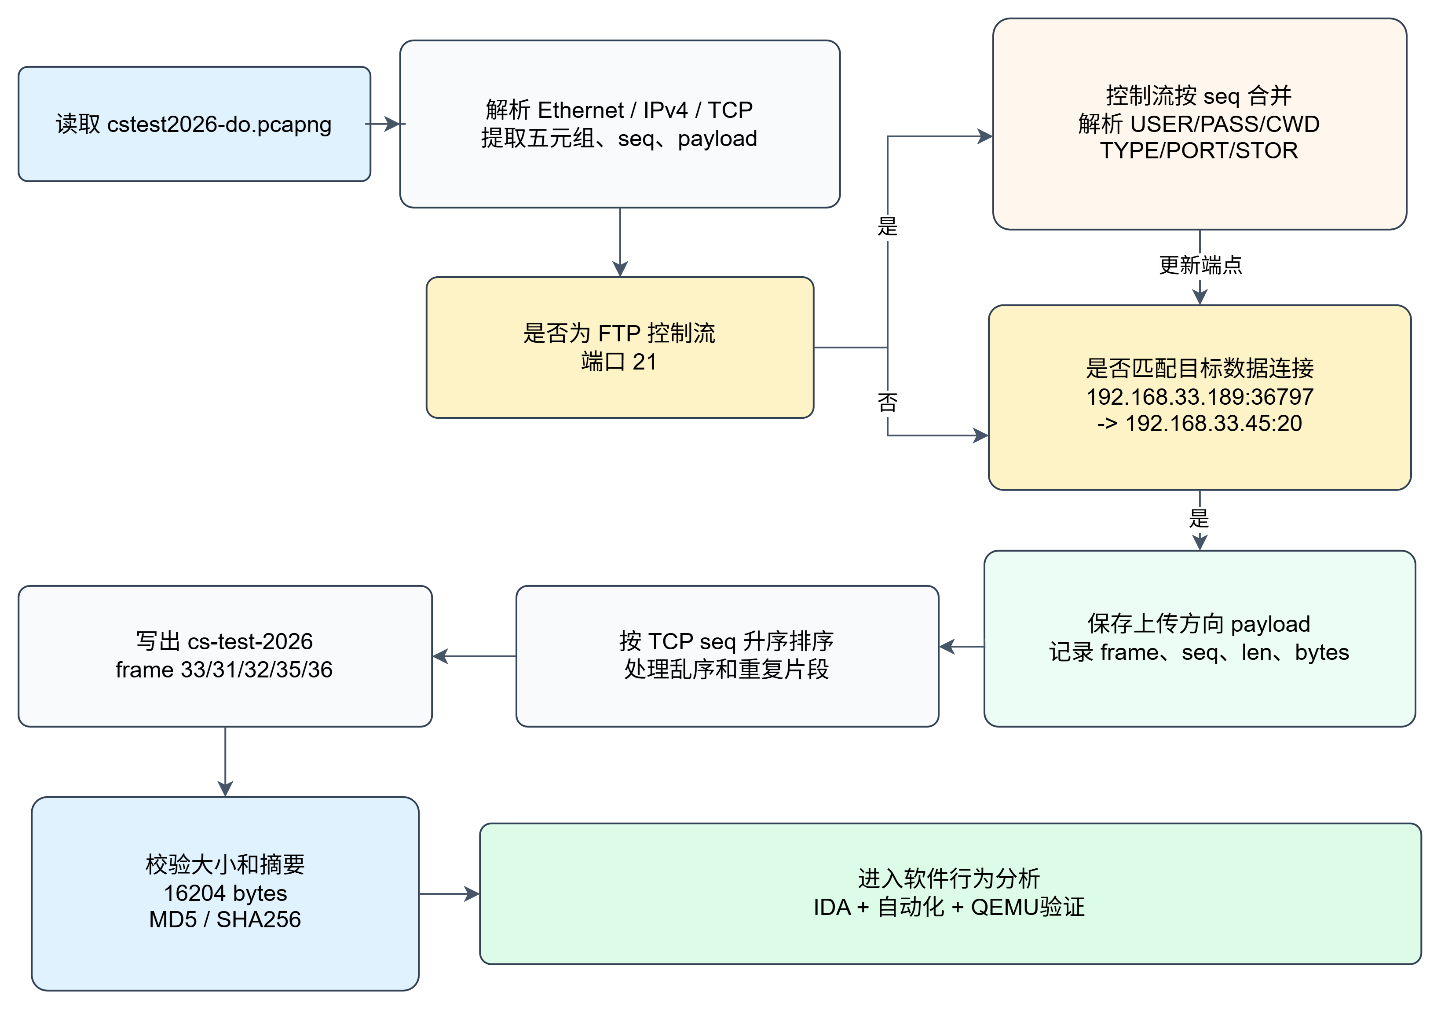 读取 cstest2026-do.pcapng
解析 Ethernet / IPv4 / TCP
提取五元组、seq、payload
是否为 FTP 控制流
端口 21
是
否
控制流按 seq 合并
解析 USER/PASS/CWD
TYPE/PORT/STOR
更新端点
是否匹配目标数据连接
192.168.33.189:36797
-> 192.168.33.45:20
是
保存上传方向 payload
记录 frame、seq、len、bytes
按 TCP seq 升序排序
处理乱序和重复片段
写出 cs-test-2026
frame 33/31/32/35/36
校验大小和摘要
16204 bytes
MD5 / SHA256
进入软件行为分析
IDA + 自动化 + QEMU验证